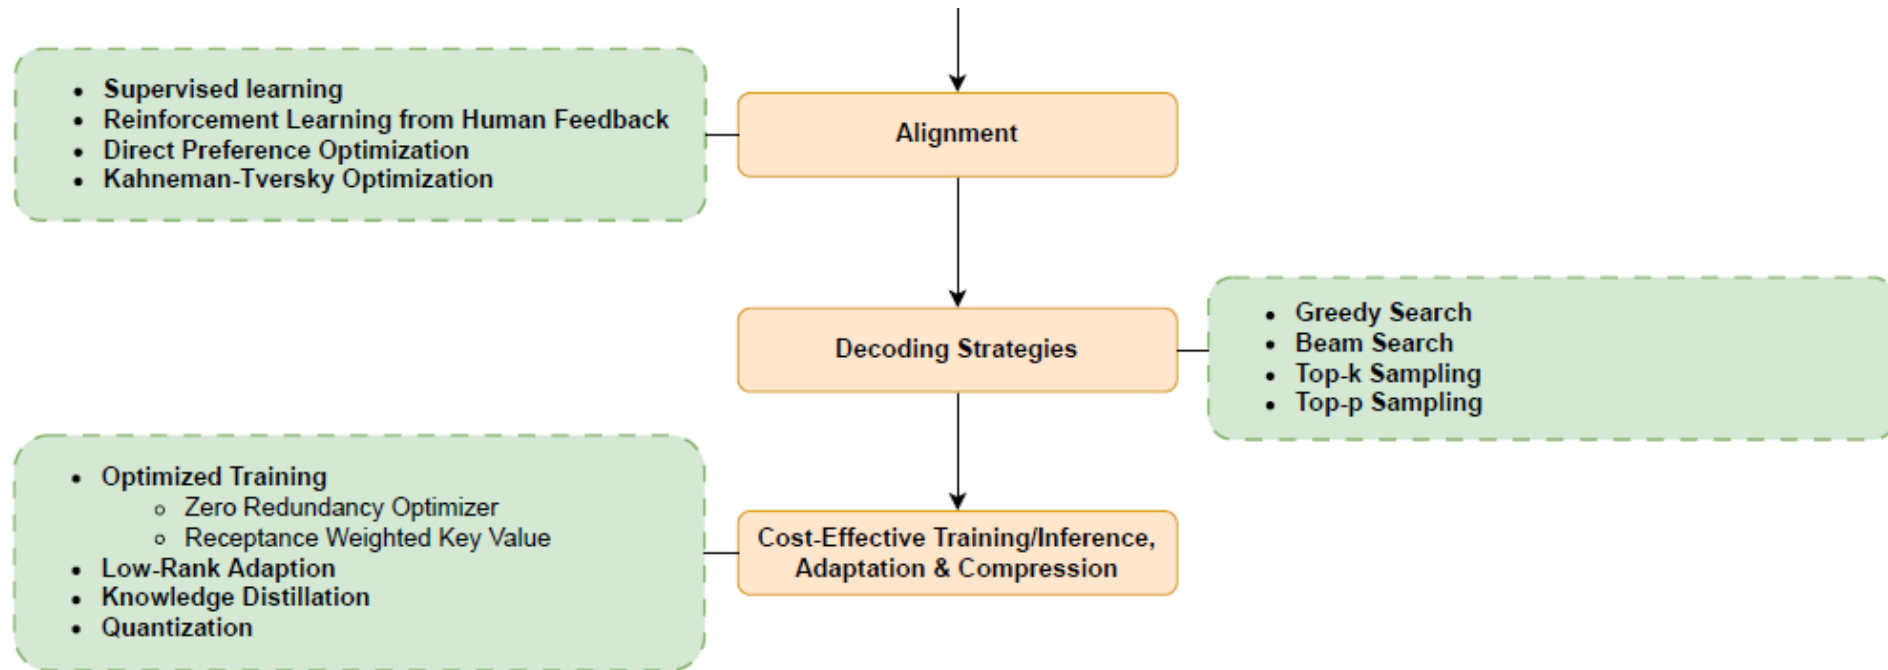 Supervised learning
Reinforcement Learning from Human Feedback
Direct Preference Optimization
Kahneman-Tversky Optimization
Alignment
Decoding Strategies
Greedy Search
Beam Search
Top-k Sampling
Top-p Sampling
Optimized Training
Zero Redundancy Optimizer
Receptance Weighted Key Value
Low-Rank Adaption
Knowledge Distillation
Quantization
Cost-Effective Training/Inference,
Adaptation & Compression